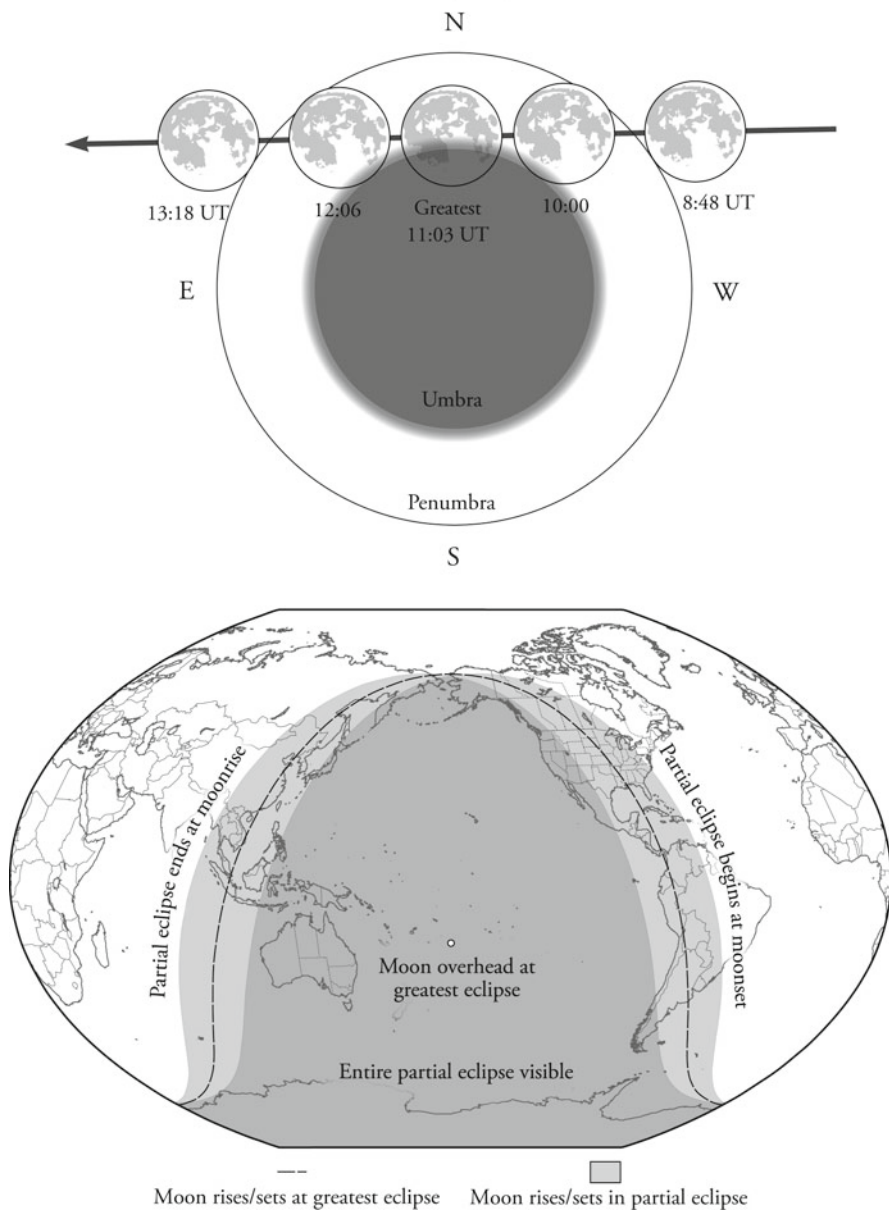 N
13:18 UT
12:06
Greatest
11:03 UT
10:00
8:48 UT
E
W
Umbra
Penumbra
S
Partial eclipse ends at moonrise
Partial eclipse begins at moonset
Moon overhead at
greatest eclipse
Entire partial eclipse visible
Moon rises/sets at greatest eclipse
Moon rises/sets in partial eclipse